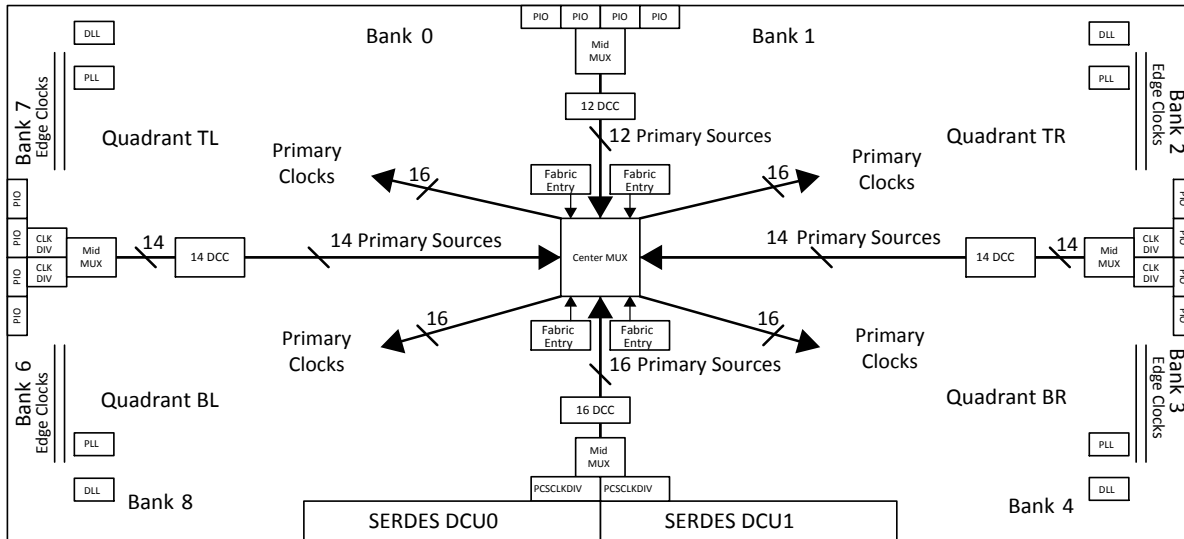 PIO PIO PIO PIO
DLL
Bank 0
Bank 1
DLL
Mid
MUX
PLL
PLL
Bank 7
Edge Clocks
Bank 2
Edge Clocks
12 DCC
Quadrant TL
12 Primary Sources
Quadrant TR
Primary
Clocks
16
Fabric
Entry
Fabric
Entry
16
Primary
Clocks
PIO
PIO
PIO
PIO
CLK
DIV
CLK
DIV
Mid
MUX
14
14 DCC
14 Primary Sources
Center MUX
14 Primary Sources
14 DCC
14
Mid
MUX
CLK
DIV
CLK
DIV
PIO
PIO
PIO
PIO
Primary
Clocks
16
Fabric
Entry
Fabric
Entry
16
Primary
Clocks
16 Primary Sources
Bank 6
Edge Clocks
Quadrant BL
16 DCC
Quadrant BR
Bank 3
Edge Clocks
PLL
Mid
MUX
PLL
DLL
Bank 8
PCSCLKDIV PCSCLKDIV
Bank 4
DLL
SERDES DCU0
SERDES DCU1